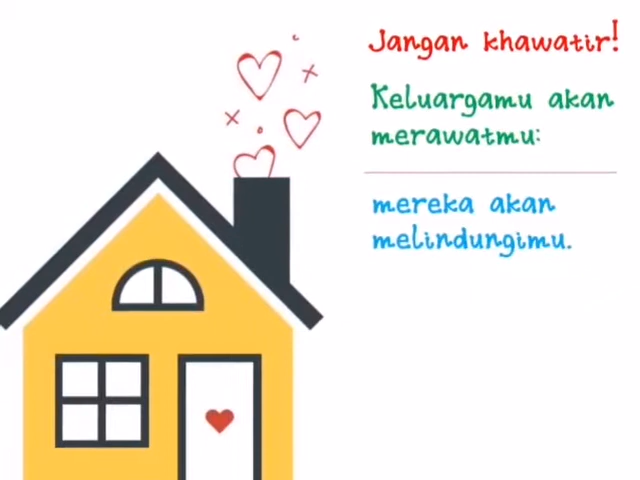 Jangan khawatir!
Keluargamu akan
merawatmu:
mereka akan
melindungimu.